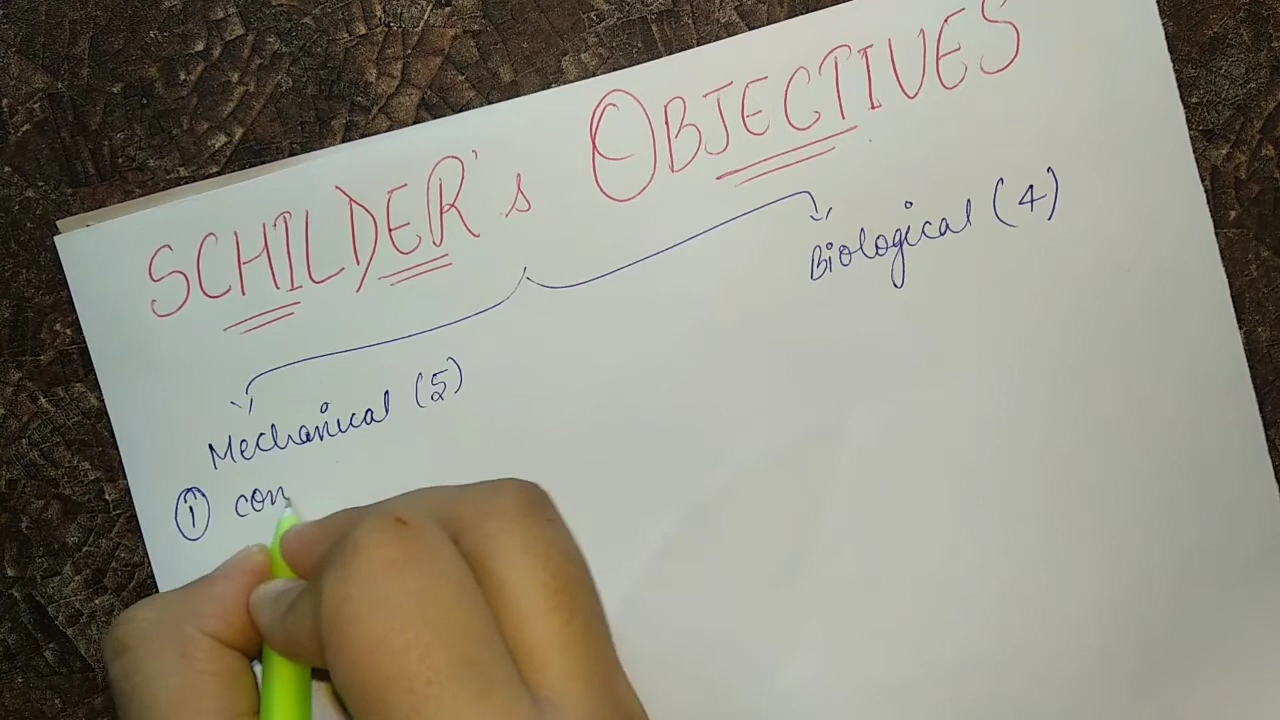 SCHILDER's OBJECTIVES
Biological (4)
Mechanical (5)
① con